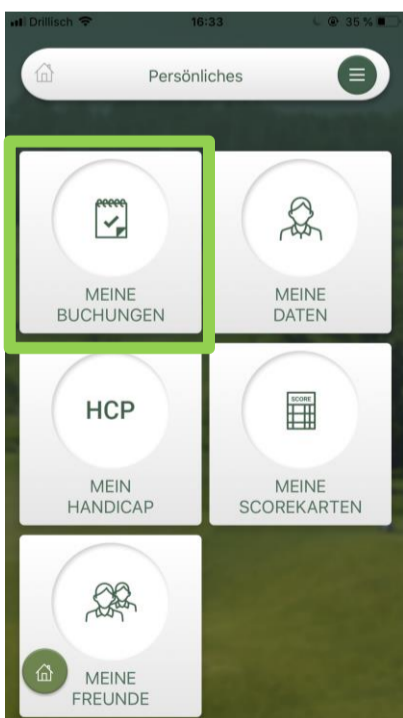 Drillisch 16:33 35 %
Persönliches
MEINE
BUCHUNGEN
MEINE
DATEN
HCP
MEIN
HANDICAP
SCORE
MEINE
SCOREKARTEN
MEINE
FREUNDE